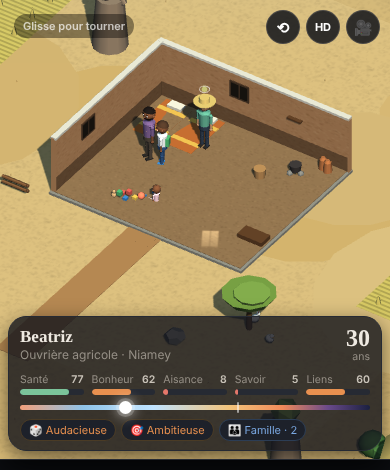 Glisse pour tourner
HD
Beatriz
30
Ouvrière agricole · Niamey
ans
Santé 77 Bonheur 62 Aisance 8 Savoir 5 Liens 60
Audacieuse Ambitieuse Famille · 2